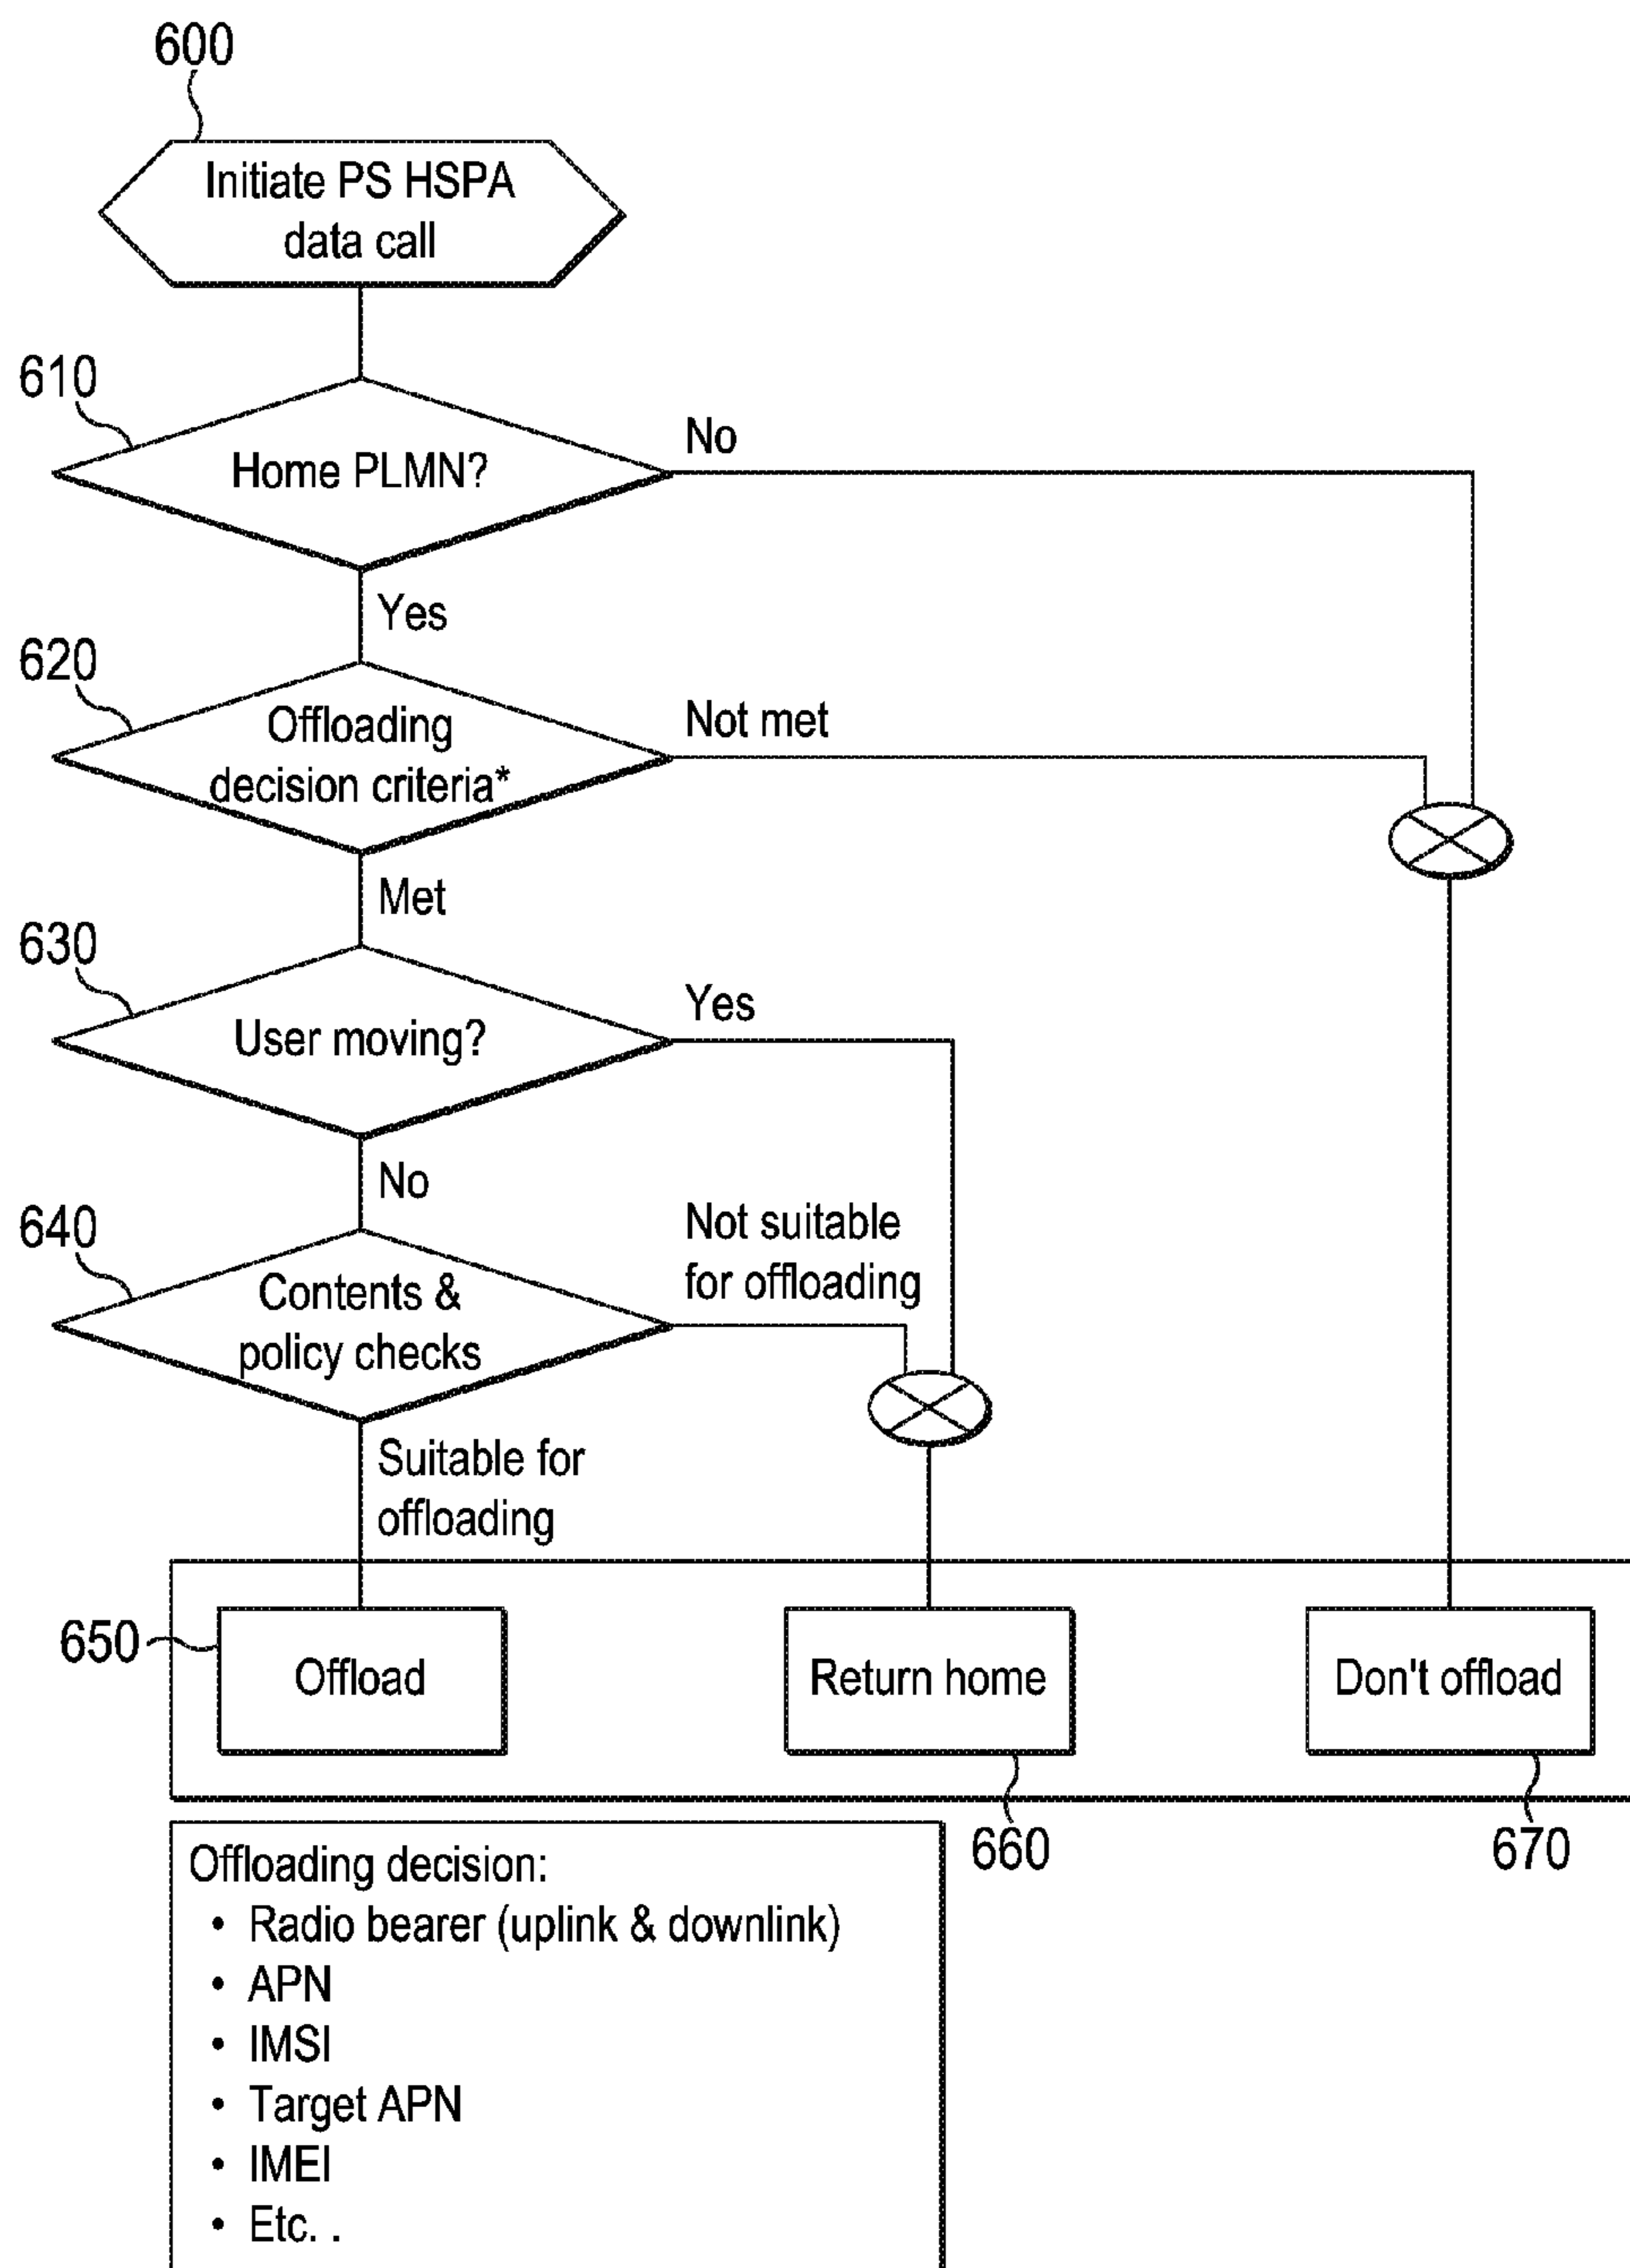 600
Initiate PS HSPA
data call
610
Home PLMN?
No
Yes
620
Offloading
decision criteria*
Not met
Met
630
User moving?
Yes
No
640
Contents &
policy checks
Not suitable
for offloading
Suitable for
offloading
650
Offload
Return home
Don't offload
660
670
Offloading decision:
• Radio bearer (uplink & downlink)
• APN
• IMSI
• Target APN
• IMEI
• Etc. .